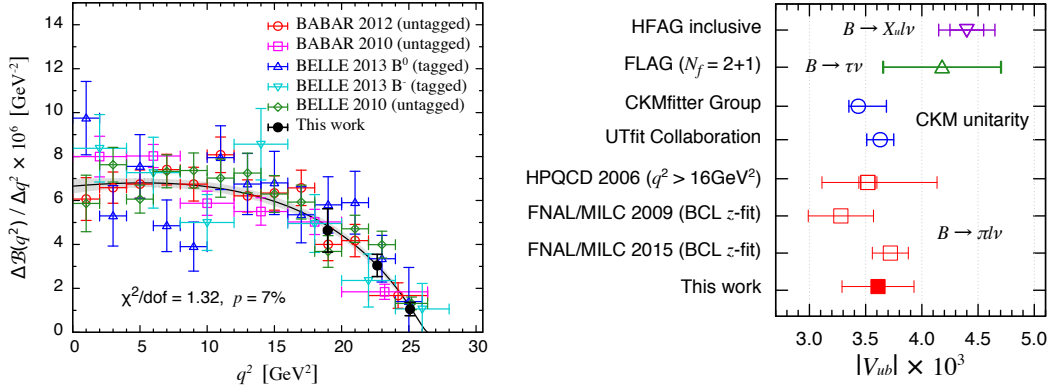 ΔB(q²) / Δq² × 10⁶ [GeV⁻²]
14
12
10
8
6
4
2
0
BABAR 2012 (untagged)
BABAR 2010 (untagged)
BELLE 2013 B⁰ (tagged)
BELLE 2013 B⁻ (tagged)
BELLE 2010 (untagged)
This work
χ²/dof = 1.32, p = 7%
0 5 10 15 20 25 30
q² [GeV²]
HFAG inclusive
B → Xᵤlν
FLAG (N_f = 2+1)
B → τν
CKMfitter Group
CKM unitarity
UTfit Collaboration
HPQCD 2006 (q² > 16GeV²)
FNAL/MILC 2009 (BCL z-fit)
B → πlν
FNAL/MILC 2015 (BCL z-fit)
This work
3.0 3.5 4.0 4.5 5.0
|V_ub| × 10³